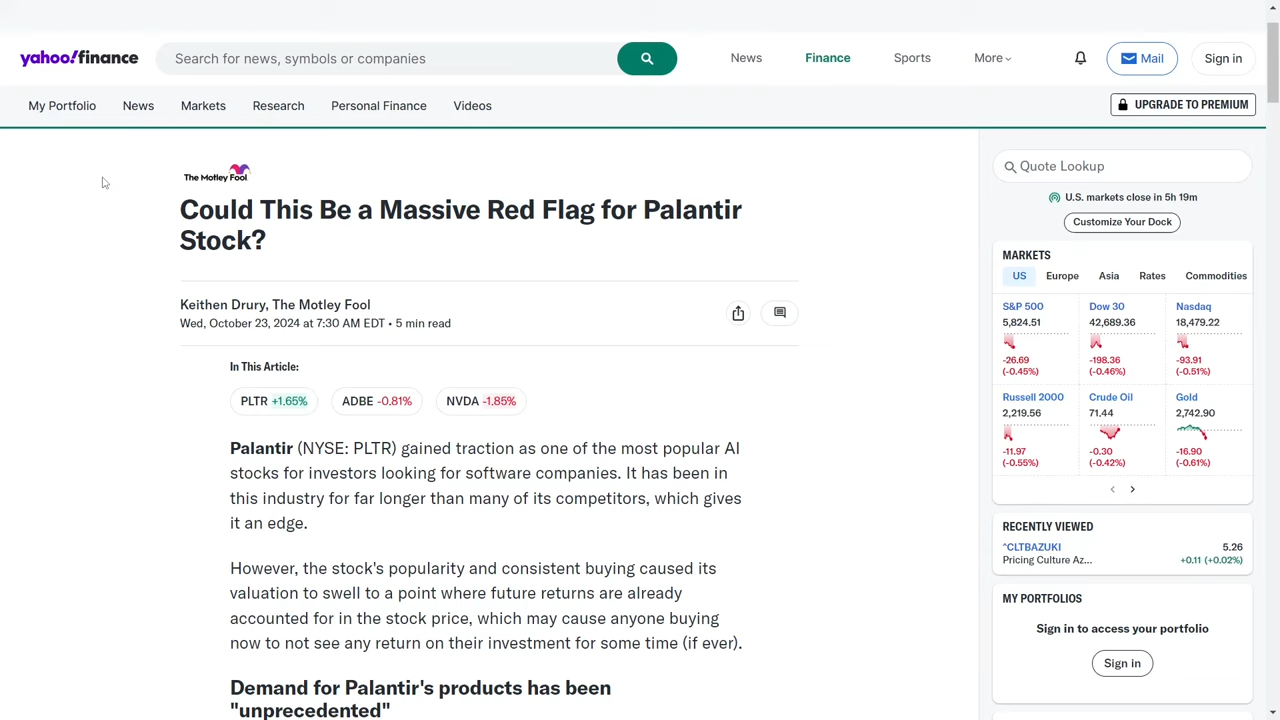 yahoo!finance
Search for news, symbols or companies
News
Finance
Sports
More
Mail
Sign in
My Portfolio
News
Markets
Research
Personal Finance
Videos
UPGRADE TO PREMIUM
The Motley Fool
Could This Be a Massive Red Flag for Palantir
Stock?
Keithen Drury, The Motley Fool
Wed, October 23, 2024 at 7:30 AM EDT • 5 min read
In This Article:
PLTR +1.65%
ADBE -0.81%
NVDA -1.85%
Palantir (NYSE: PLTR) gained traction as one of the most popular AI
stocks for investors looking for software companies. It has been in
this industry for far longer than many of its competitors, which gives
it an edge.
However, the stock's popularity and consistent buying caused its
valuation to swell to a point where future returns are already
accounted for in the stock price, which may cause anyone buying
now to not see any return on their investment for some time (if ever).
Demand for Palantir's products has been
"unprecedented"
Quote Lookup
U.S. markets close in 5h 19m
Customize Your Dock
MARKETS
US
Europe
Asia
Rates
Commodities
S&P 500
5,824.51
-26.69
(-0.45%)
Dow 30
42,689.36
-198.36
(-0.46%)
Nasdaq
18,479.22
-93.91
(-0.51%)
Russell 2000
2,219.56
-11.97
(-0.55%)
Crude Oil
71.44
-0.30
(-0.42%)
Gold
2,742.90
-16.90
(-0.61%)
RECENTLY VIEWED
^CLTBAZUKI
5.26
Pricing Culture Az...
+0.11 (+0.02%)
MY PORTFOLIOS
Sign in to access your portfolio
Sign in